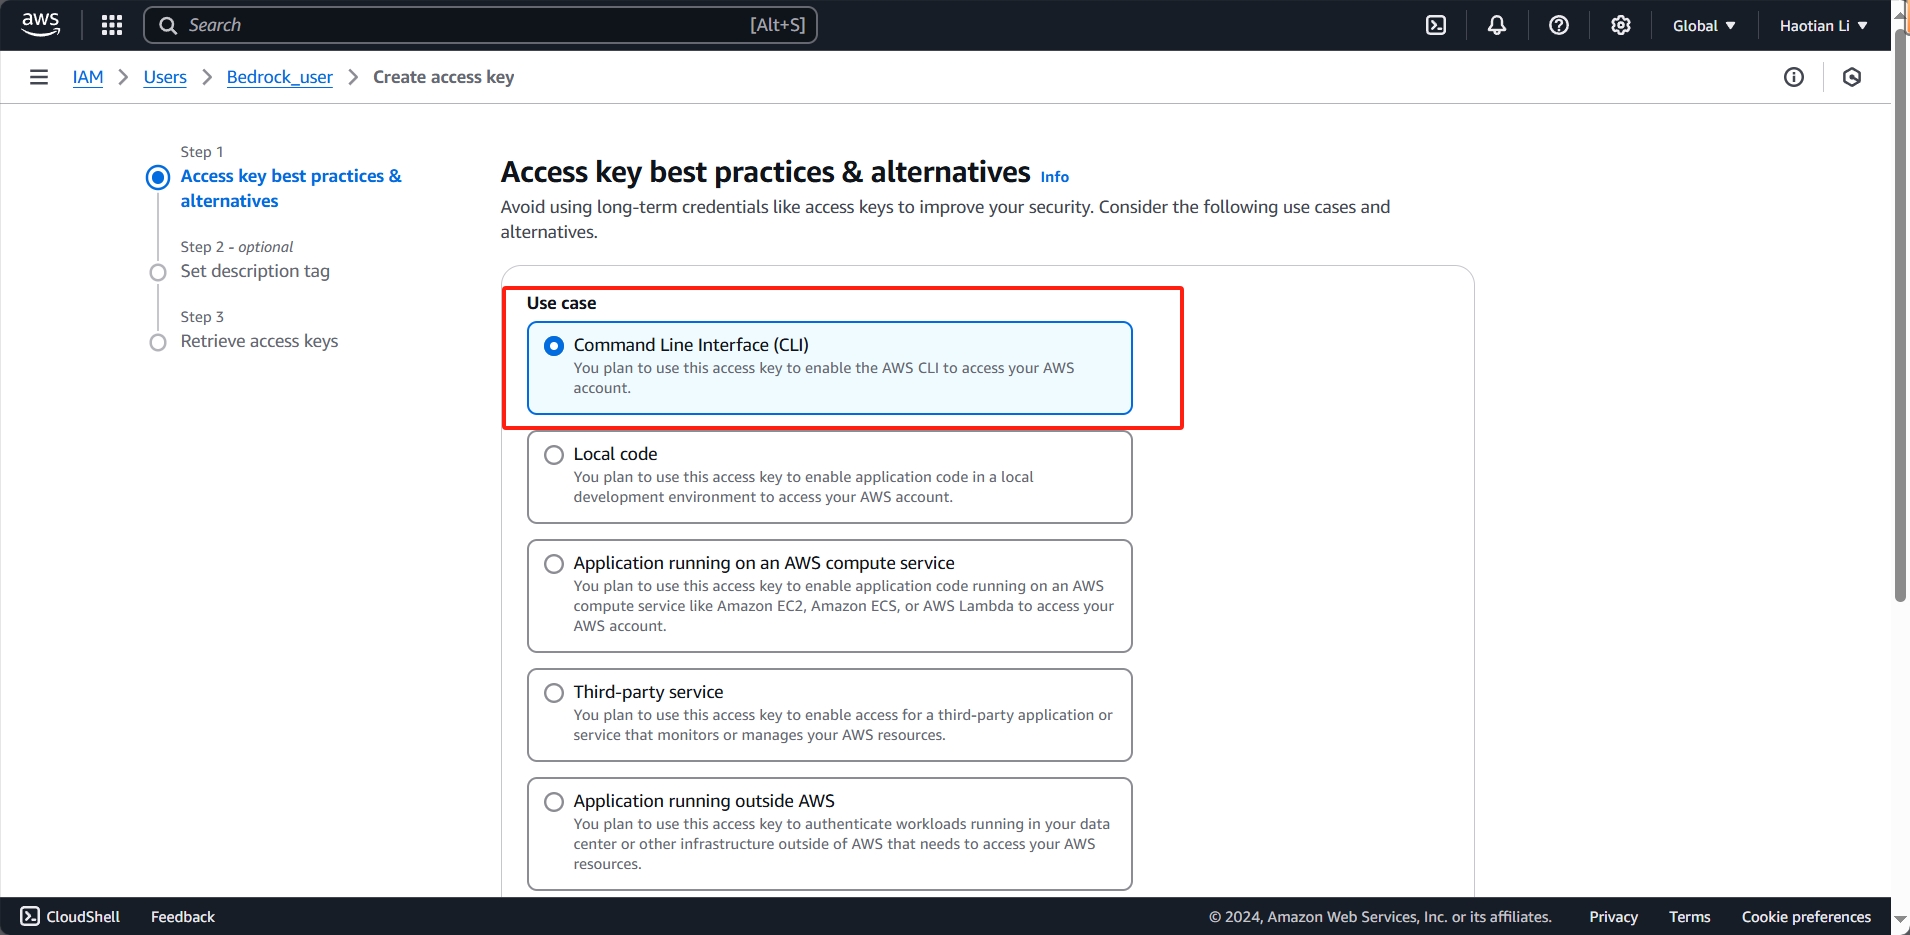 aws
Search
[Alt+S]
Global
Haotian Li
IAM
Users
Bedrock_user
Create access key
Step 1
Access key best practices &
alternatives
Step 2 - optional
Set description tag
Step 3
Retrieve access keys
Access key best practices & alternatives Info
Avoid using long-term credentials like access keys to improve your security. Consider the following use cases and
alternatives.
Use case
Command Line Interface (CLI)
You plan to use this access key to enable the AWS CLI to access your AWS
account.
Local code
You plan to use this access key to enable application code in a local
development environment to access your AWS account.
Application running on an AWS compute service
You plan to use this access key to enable application code running on an AWS
compute service like Amazon EC2, Amazon ECS, or AWS Lambda to access your
AWS account.
Third-party service
You plan to use this access key to enable access for a third-party application or
service that monitors or manages your AWS resources.
Application running outside AWS
You plan to use this access key to authenticate workloads running in your data
center or other infrastructure outside of AWS that needs to access your AWS
resources.
CloudShell
Feedback
© 2024, Amazon Web Services, Inc. or its affiliates.
Privacy
Terms
Cookie preferences